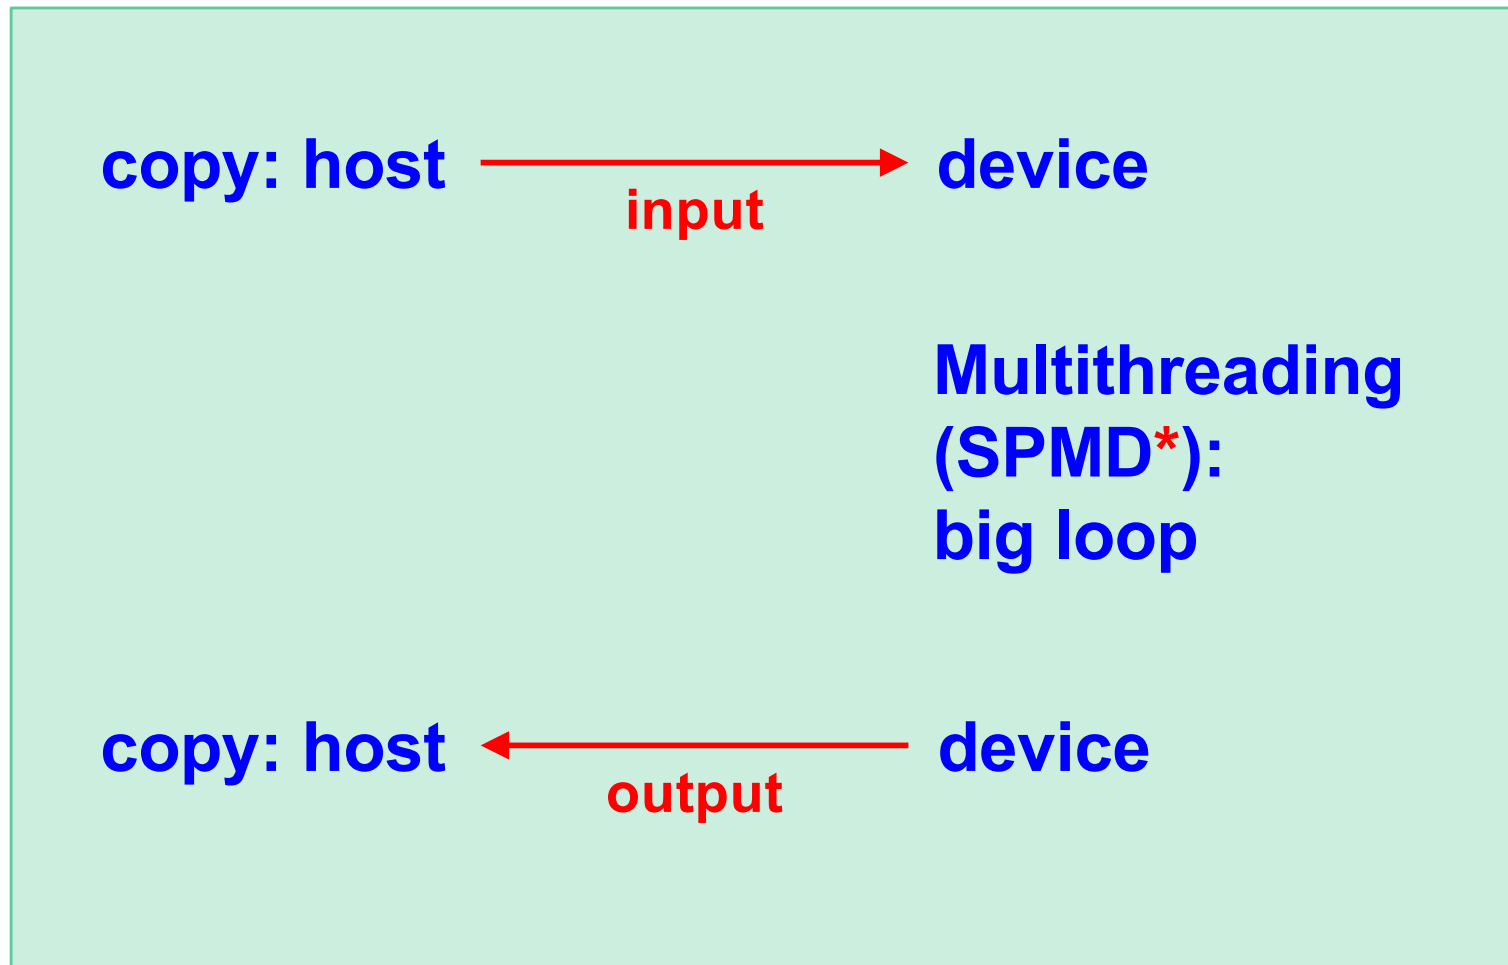 copy: host device
input
Multithreading
(SPMD*):
big loop
copy: host device
output